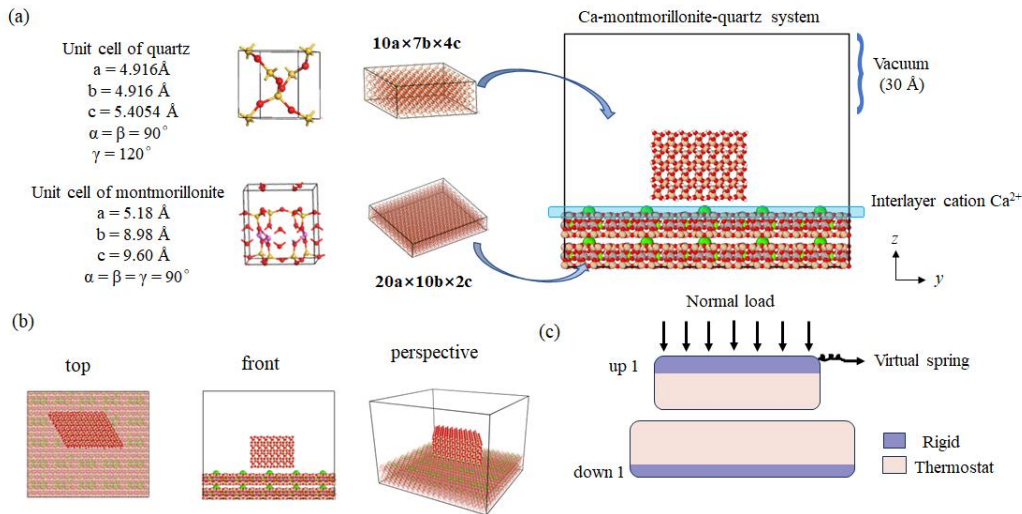 (a)
Unit cell of quartz
a = 4.916Å
b = 4.916 Å
c = 5.4054 Å
α = β = 90°
γ = 120°
10a×7b×4c
Unit cell of montmorillonite
a = 5.18 Å
b = 8.98 Å
c = 9.60 Å
α = β = γ = 90°
20a×10b×2c
Ca-montmorillonite-quartz system
Vacuum
(30 Å)
Interlayer cation Ca²⁺
z
y
(b)
top
front
perspective
(c)
Normal load
up 1
Virtual spring
down 1
Rigid
Thermostat